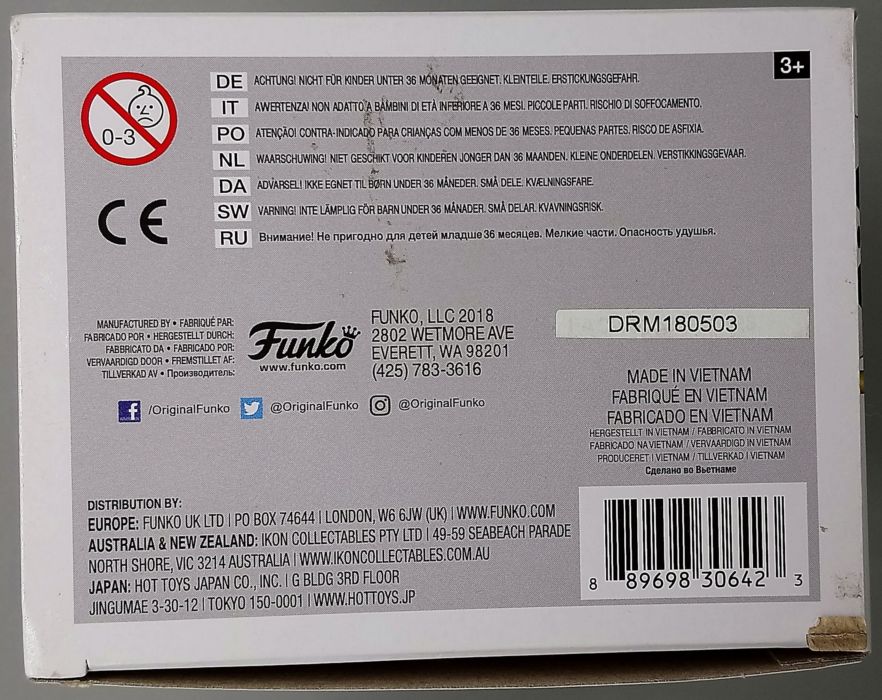 3+
0-3
DE ACHTUNG! NICHT FÜR KINDER UNTER 36 MONATEN GEEIGNET. KLEINTEILE. ERSTICKUNGSGEFAHR.
IT AVVERTENZA! NON ADATTO A BAMBINI DI ETÀ INFERIORE A 36 MESI. PICCOLE PARTI. RISCHIO DI SOFFOCAMENTO.
PO ATENÇÃO! CONTRA-INDICADO PARA CRIANÇAS COM MENOS DE 36 MESES. PEQUENAS PARTES. RISCO DE ASFIXIA.
NL WAARSCHUWING! NIET GESCHIKT VOOR KINDEREN JONGER DAN 36 MAANDEN. KLEINE ONDERDELEN. VERSTIKKINGSGEVAAR.
DA ADVARSEL! IKKE EGNET TIL BØRN UNDER 36 MÅNEDER. SMÅ DELE. KVÆLNINGSFARE.
SW VARNING! INTE LÄMPLIG FÖR BARN UNDER 36 MÅNADER. SMÅ DELAR. KVAVNINGSRISK.
RU Внимание! Не пригодно для детей младше 36 месяцев. Мелкие части. Опасность удушья.
CE
MANUFACTURED BY • FABRIQUÉ PAR:
FABRICADO POR • HERGESTELLT DURCH:
FABBRICATO DA • FABRICADO POR:
VERVAARDIGD DOOR • FREMSTILLET AF:
TILLVERKAD AV • Производитель:
Funko
www.funko.com
FUNKO, LLC 2018
2802 WETMORE AVE
EVERETT, WA 98201
(425) 783-3616
/OriginalFunko @OriginalFunko @OriginalFunko
DRM180503
MADE IN VIETNAM
FABRIQUÉ EN VIETNAM
FABRICADO EN VIETNAM
HERGESTELLT IN VIETNAM / FABBRICATO IN VIETNAM
FABRICADO NA VIETNAM / VERVAARDIGD IN VIETNAM
PRODUCERET I VIETNAM / TILLVERKAD I VIETNAM
Сделано во Вьетнаме
DISTRIBUTION BY:
EUROPE: FUNKO UK LTD | PO BOX 74644 | LONDON, W6 6JW (UK) | WWW.FUNKO.COM
AUSTRALIA & NEW ZEALAND: IKON COLLECTABLES PTY LTD | 49-59 SEABEACH PARADE
NORTH SHORE, VIC 3214 AUSTRALIA | WWW.IKONCOLLECTABLES.COM.AU
JAPAN: HOT TOYS JAPAN CO., INC. | G BLDG 3RD FLOOR
JINGUMAE 3-30-12 | TOKYO 150-0001 | WWW.HOTTOYS.JP
8 89698 30642 3